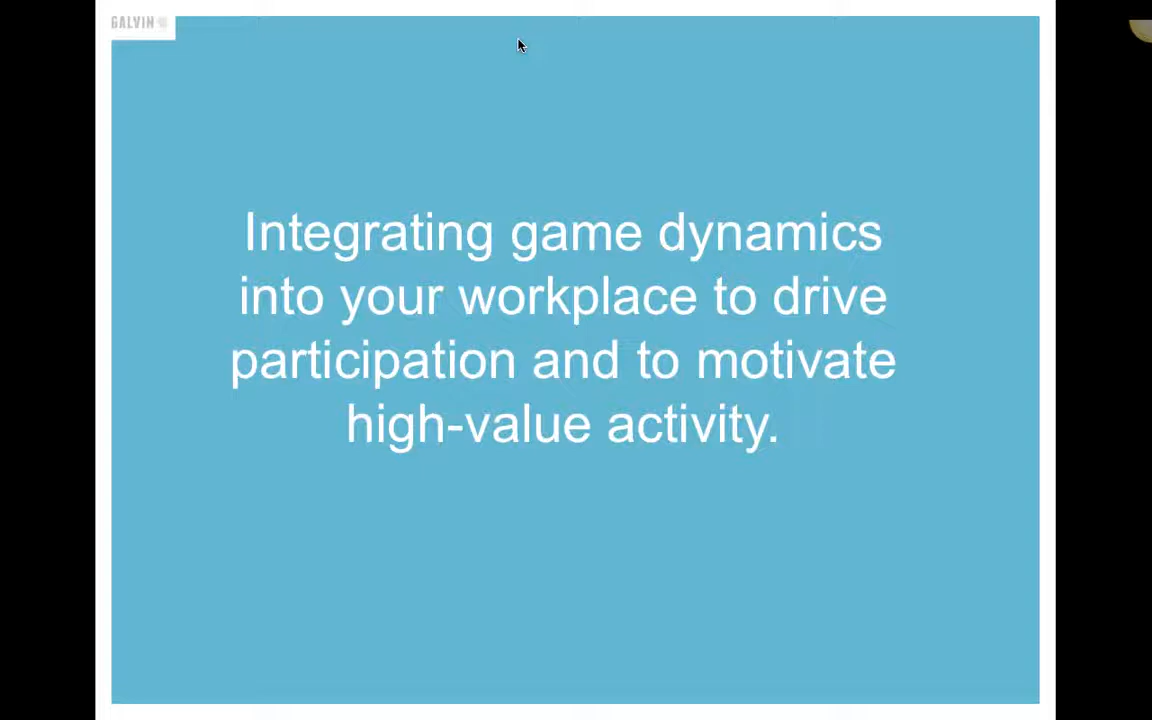 GALVIN
Integrating game dynamics
into your workplace to drive
participation and to motivate
high-value activity.